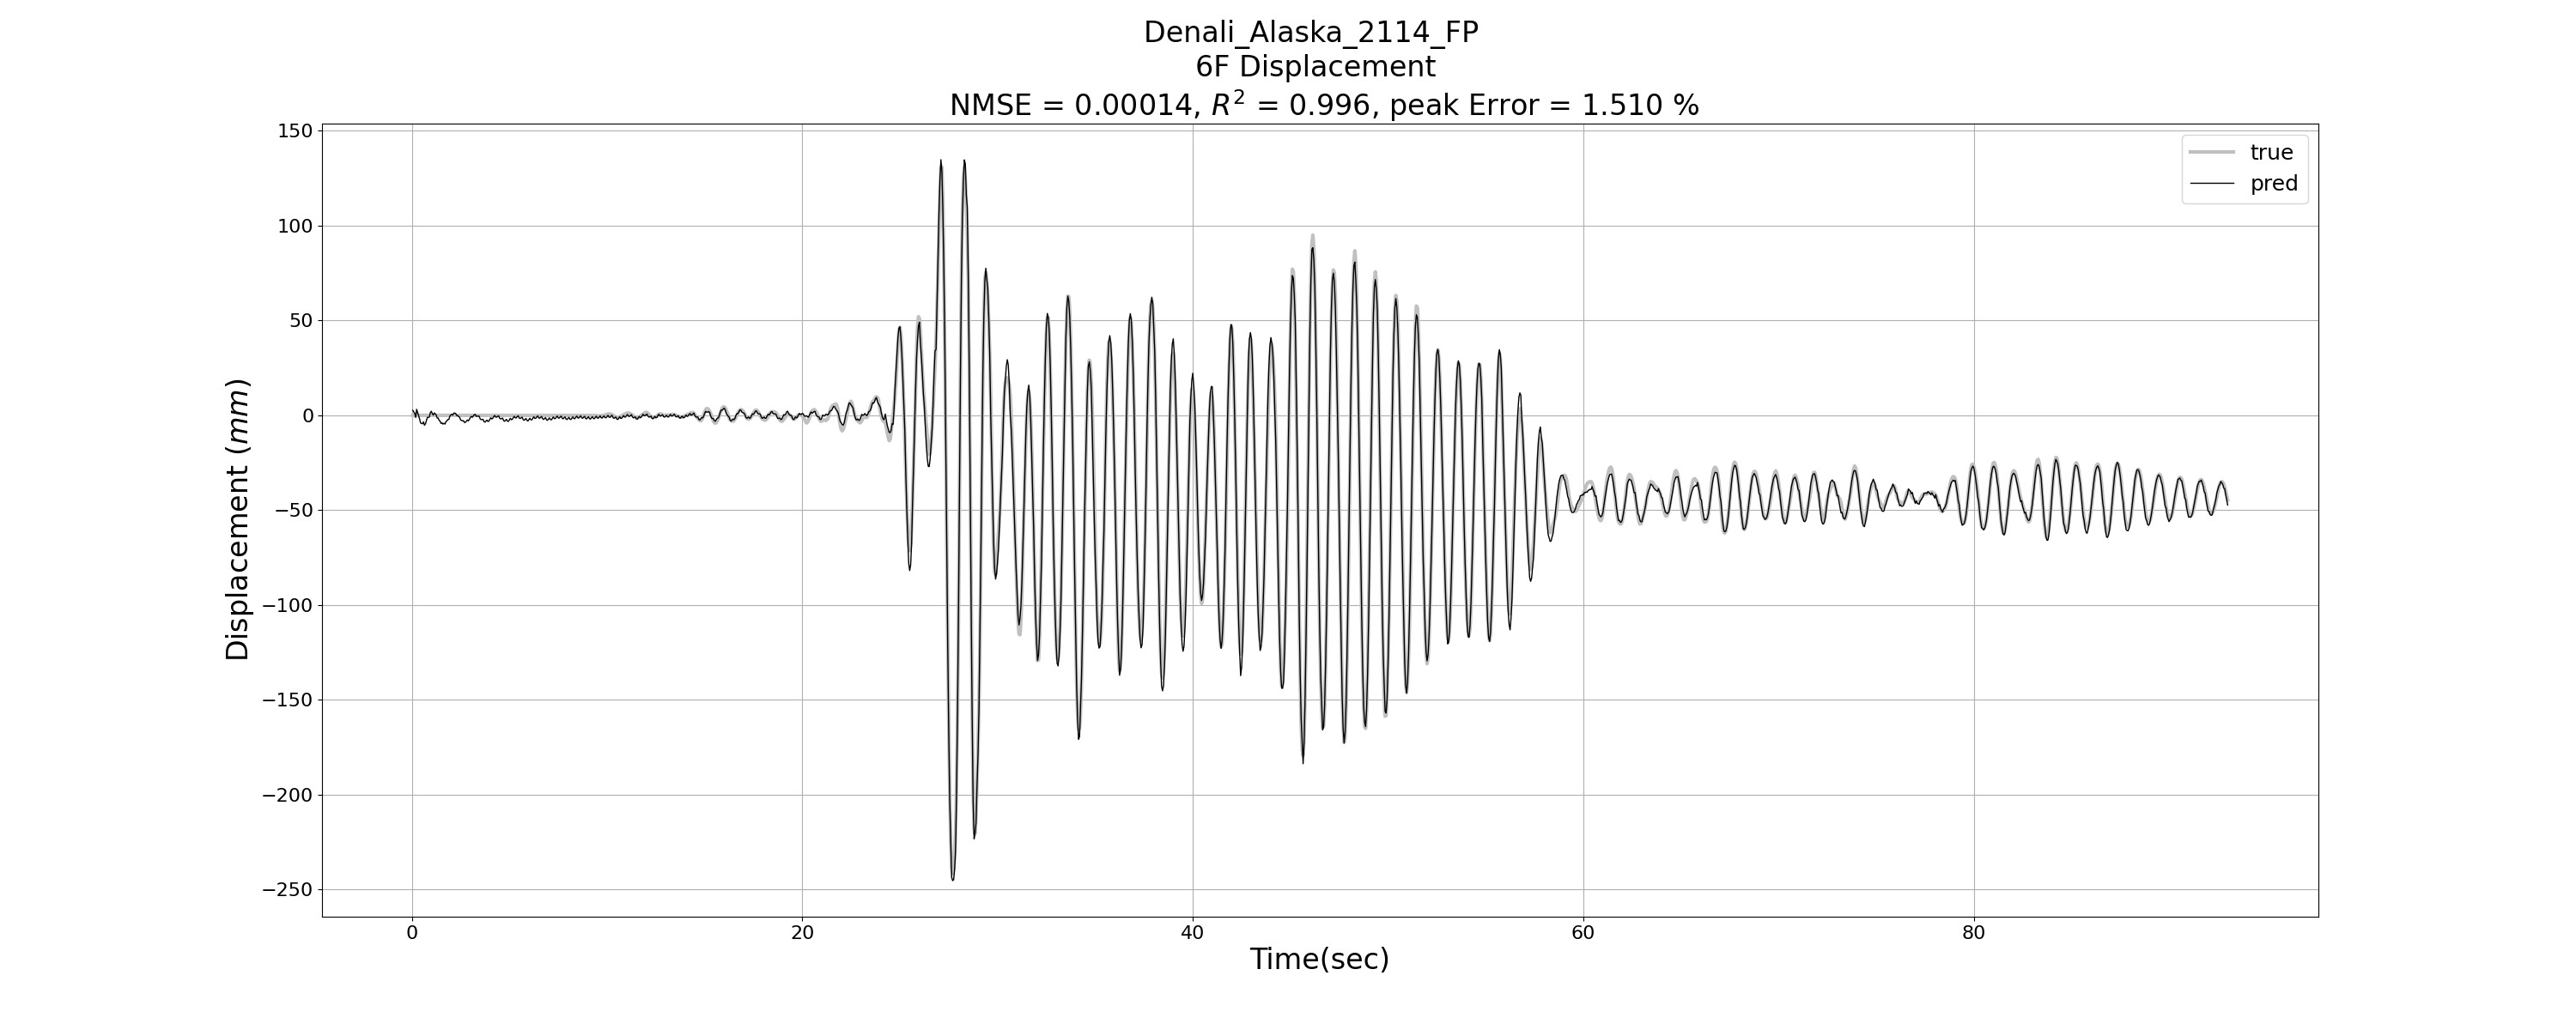 Denali_Alaska_2114_FP
6F Displacement
NMSE = 0.00014, R² = 0.996, peak Error = 1.510 %
150
100
50
0
−50
−100
−150
−200
−250
Displacement (mm)
true
pred
0 20 40 60 80
Time(sec)